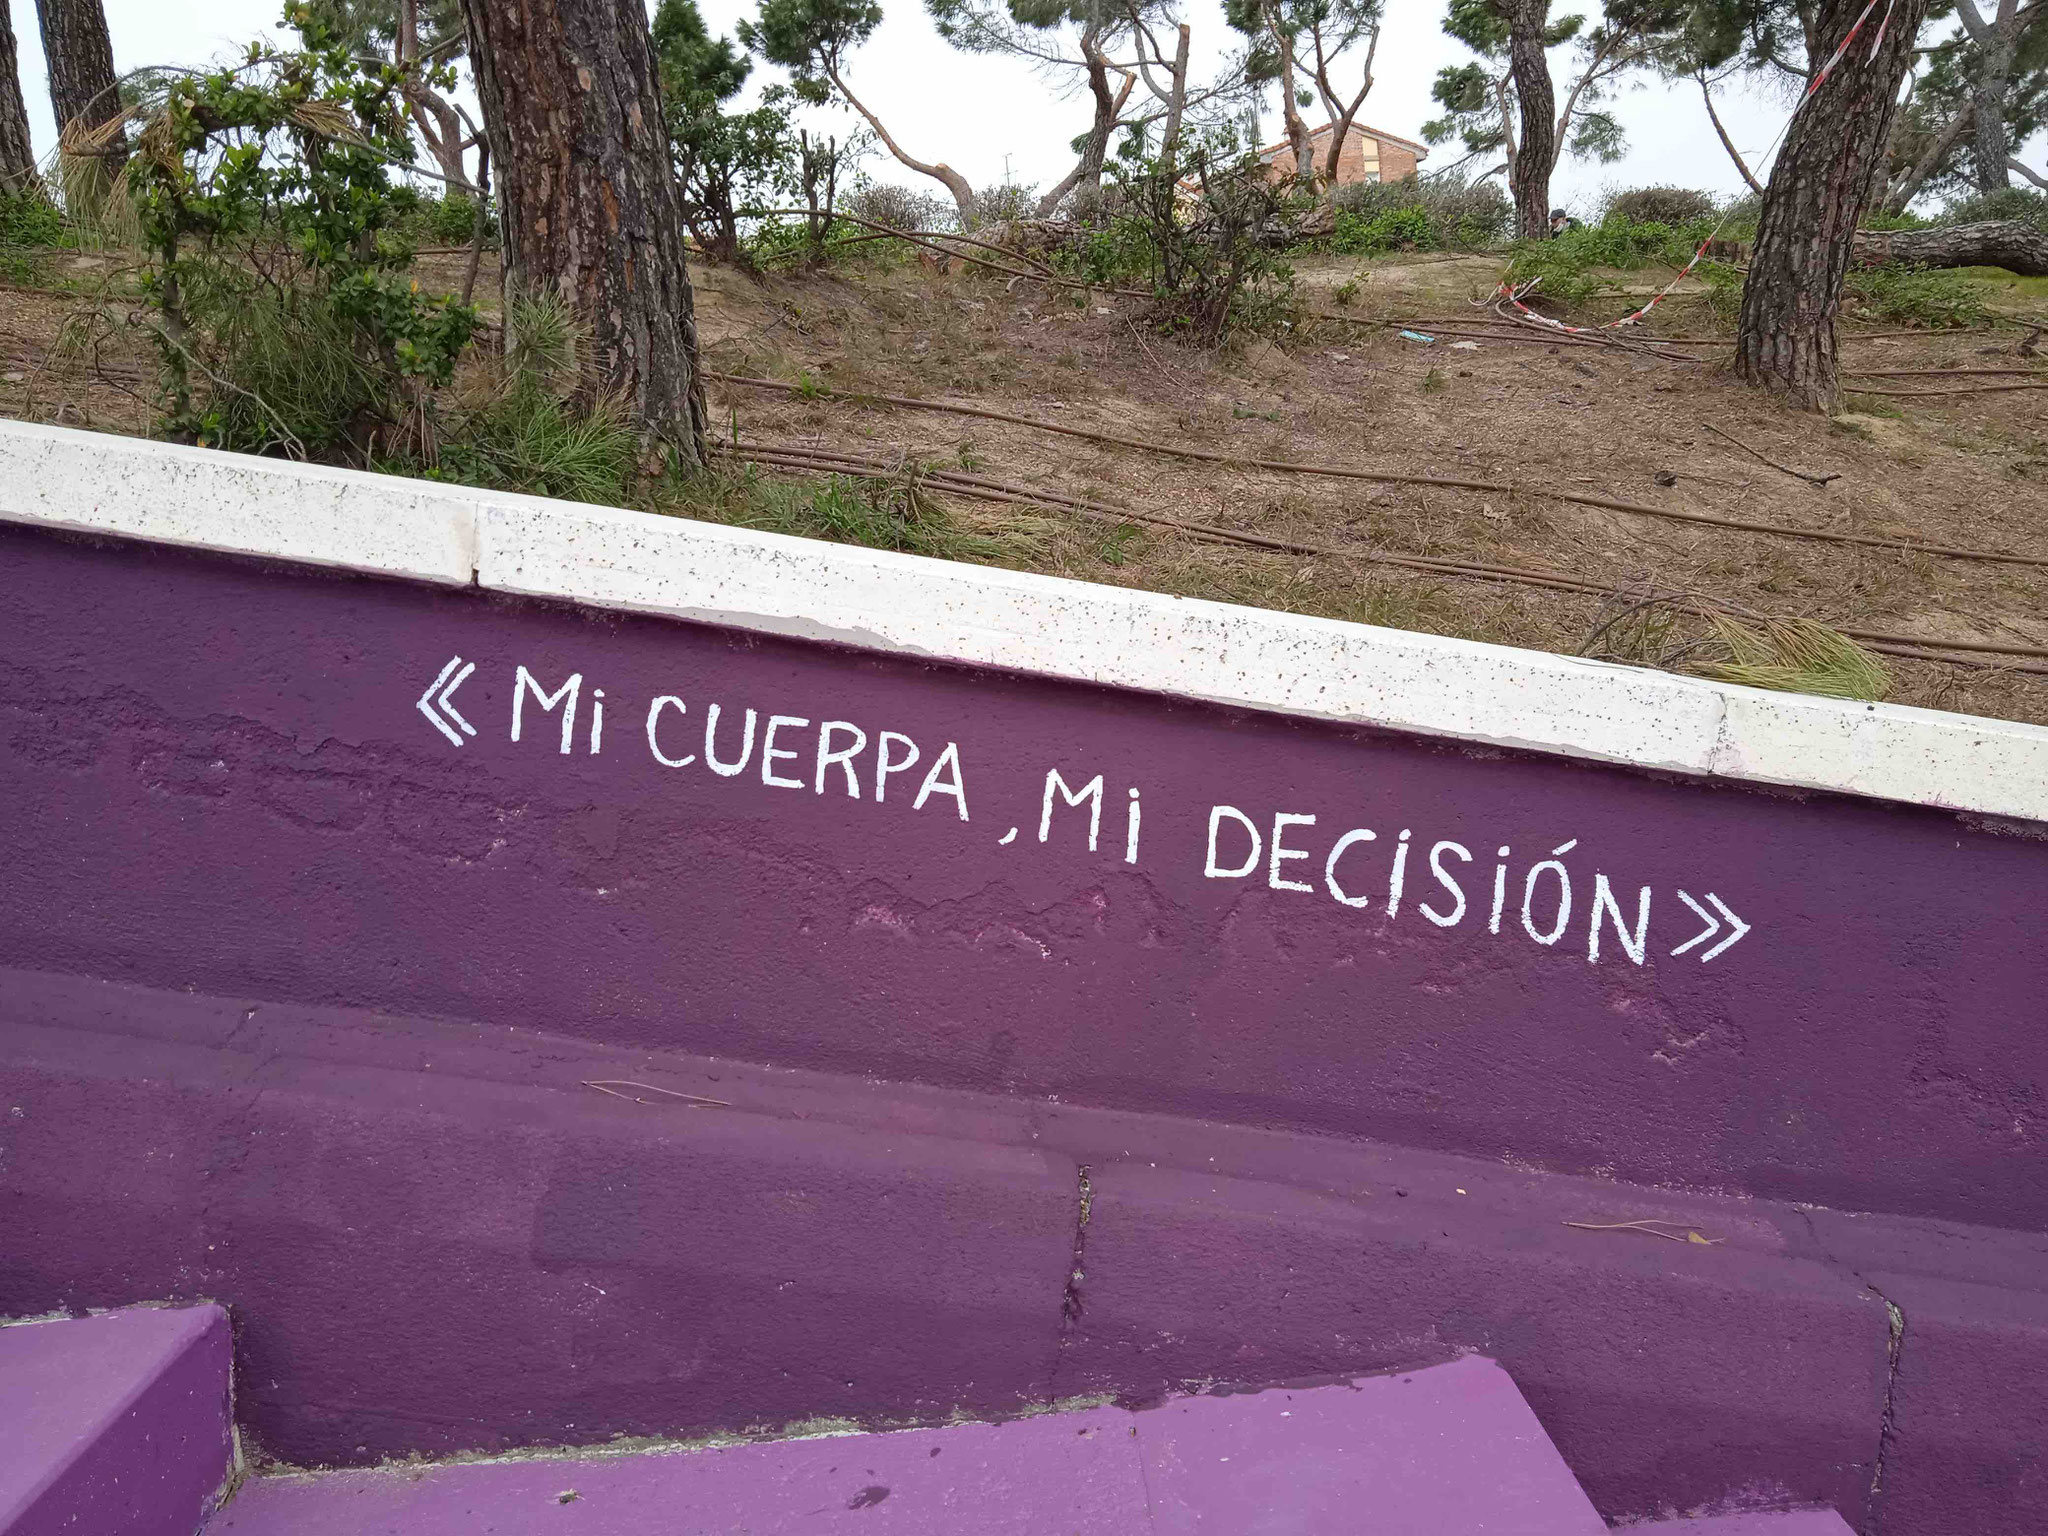 « Mi CUERPA, Mi DECiSiÓN »